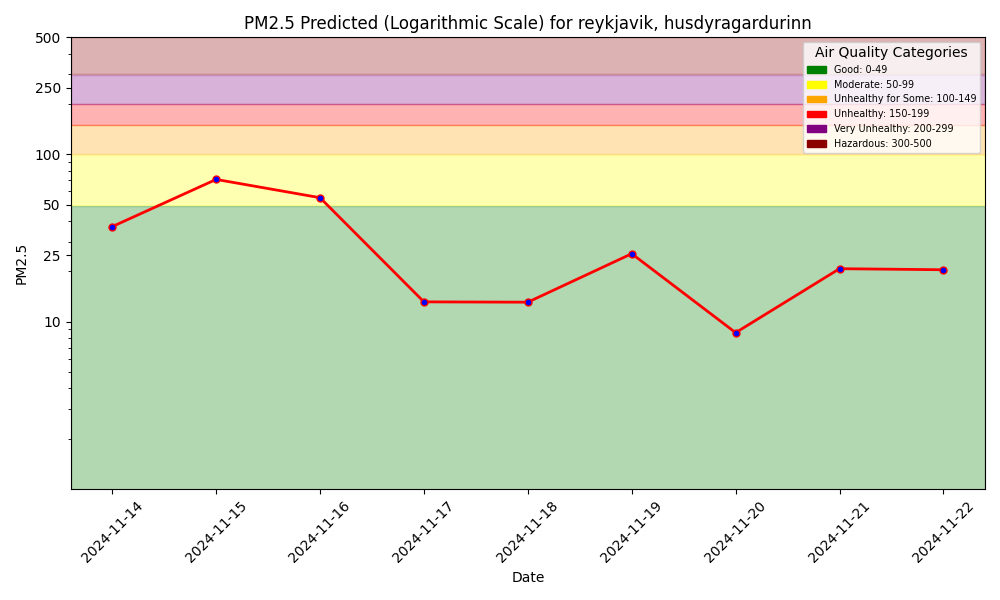 PM2.5 Predicted (Logarithmic Scale) for reykjavik, husdyragardurinn
Air Quality Categories
Good: 0-49
Moderate: 50-99
Unhealthy for Some: 100-149
Unhealthy: 150-199
Very Unhealthy: 200-299
Hazardous: 300-500
500
250
100
50
25
10
PM2.5
2024-11-14
2024-11-15
2024-11-16
2024-11-17
2024-11-18
2024-11-19
2024-11-20
2024-11-21
2024-11-22
Date